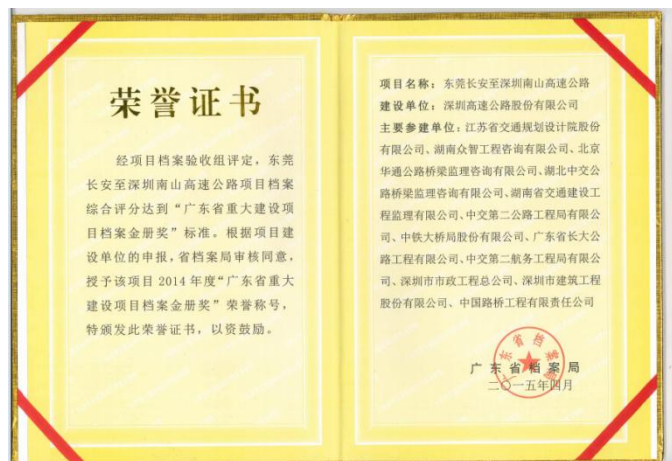 荣誉证书
经项目档案验收组评定，东莞
长安至深圳南山高速公路项目档案
综合评分达到“广东省重大建设项
目档案金册奖”标准。根据项目建
设单位的申报，省档案局审核同意，
授予该项目2014年度“广东省重大
建设项目档案金册奖”荣誉称号，
特颁发此荣誉证书，以资鼓励。
项目名称：东莞长安至深圳南山高速公路
建设单位：深圳高速公路股份有限公司
主要参建单位：江苏省交通规划设计院股份
有限公司、湖南众智工程咨询有限公司、北京
华通公路桥梁监理咨询有限公司、湖北中交公
路桥梁监理咨询有限公司、湖南省交通建设工
程监理有限公司、中交第二公路工程局有限公
司、中铁大桥局股份有限公司、广东省长大公
路工程有限公司、中交第二航务工程局有限公
司、深圳市市政工程总公司、深圳市建筑工程
股份有限公司、中国路桥工程有限责任公司
广东省档案局
二〇一五年四月
广东省档案局